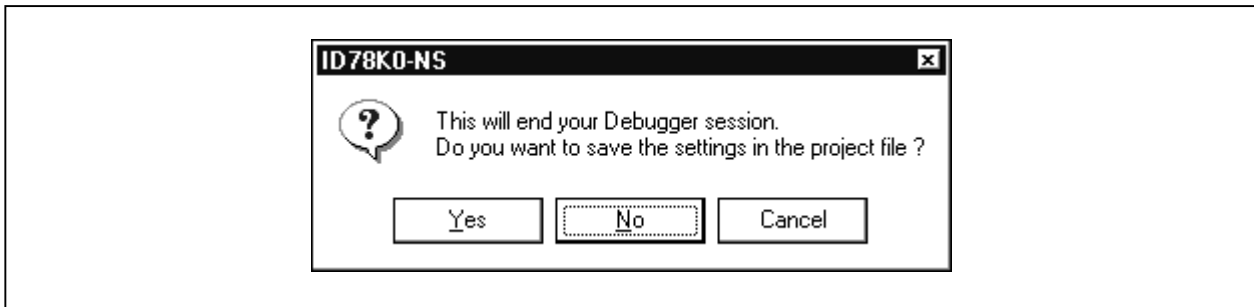 ID78K0-NS
This will end your Debugger session.
Do you want to save the settings in the project file ?
Yes
No
Cancel